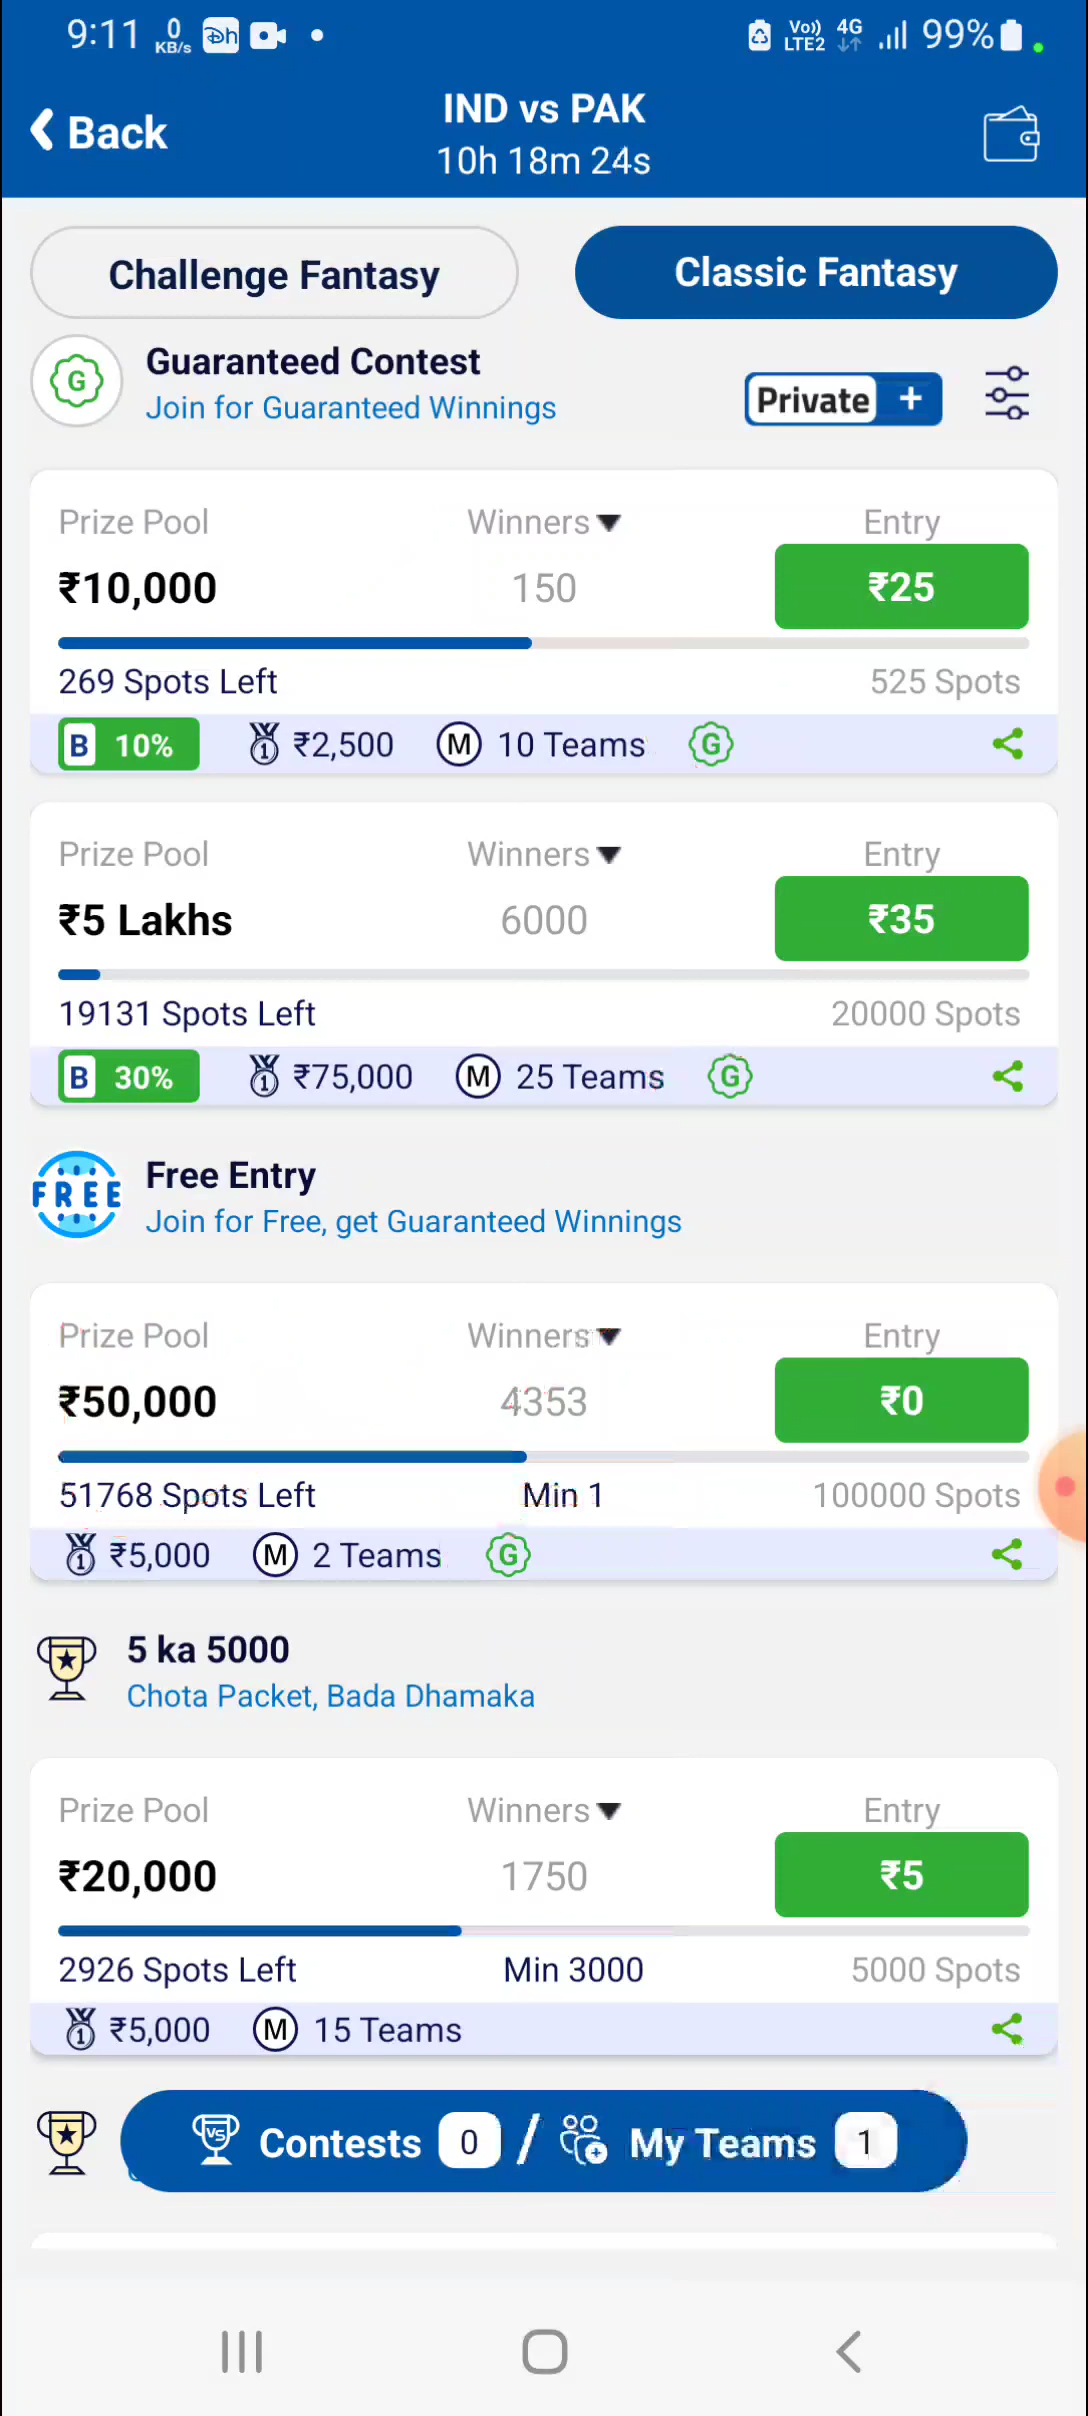 9:11 0 KB/s Dh Vo)) LTE2 4G 99%
Back
IND vs PAK
10h 18m 24s
Challenge Fantasy
Classic Fantasy
G
Guaranteed Contest
Join for Guaranteed Winnings
Private +
Prize Pool Winners Entry
₹10,000 150 ₹25
269 Spots Left 525 Spots
B 10% 1 ₹2,500 M 10 Teams G
Prize Pool Winners Entry
₹5 Lakhs 6000 ₹35
19131 Spots Left 20000 Spots
B 30% 1 ₹75,000 M 25 Teams G
FREE
Free Entry
Join for Free, get Guaranteed Winnings
Prize Pool Winners Entry
₹50,000 4353 ₹0
51768 Spots Left Min 1 100000 Spots
1 ₹5,000 M 2 Teams G
5 ka 5000
Chota Packet, Bada Dhamaka
Prize Pool Winners Entry
₹20,000 1750 ₹5
2926 Spots Left Min 3000 5000 Spots
1 ₹5,000 M 15 Teams
VS Contests 0 / My Teams 1